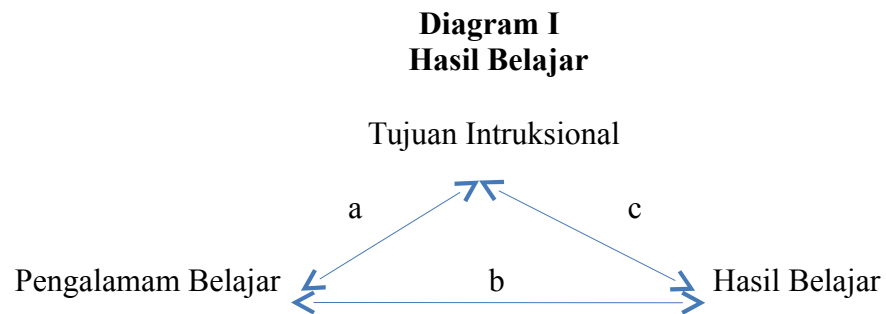 Diagram I
Hasil Belajar
Tujuan Intruksional
a
c
Pengalamam Belajar
b
Hasil Belajar